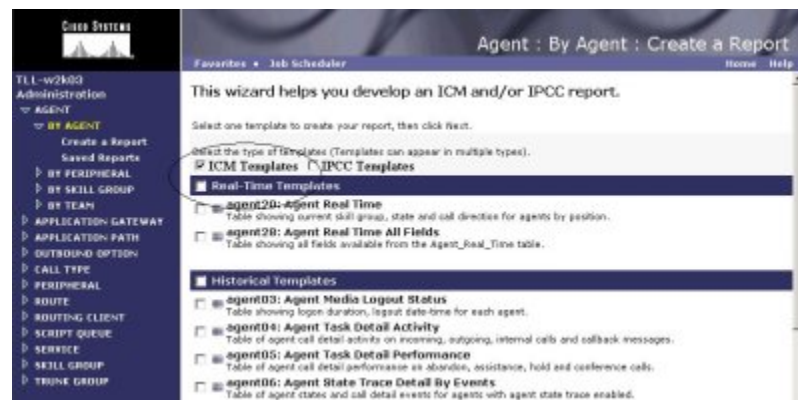 CISCO SYSTEMS
Agent : By Agent : Create a Report
Favorites • Job Scheduler
Home Help
TLL-w2k03
Administration
AGENT
BY AGENT
Create a Report
Saved Reports
BY PERIPHERAL
BY SKILL GROUP
BY TEAM
APPLICATION GATEWAY
APPLICATION PATH
OUTBOUND OPTION
CALL TYPE
PERIPHERAL
ROUTE
ROUTING CLIENT
SCRIPT QUEUE
SERVICE
SKILL GROUP
TRUNK GROUP
This wizard helps you develop an ICM and/or IPCC report.
Select one template to create your report, then click Next.
Select the type of templates (Templates can appear in multiple types).
ICM Templates IPCC Templates
Real-Time Templates
agent20: Agent Real Time
Table showing current skill group, state and call direction for agents by position.
agent28: Agent Real Time All Fields
Table showing all fields available from the Agent_Real_Time table.
Historical Templates
agent03: Agent Media Logout Status
Table showing logon duration, logout date-time for each agent.
agent04: Agent Task Detail Activity
Table of agent call detail activity on incoming, outgoing, internal calls and callback messages.
agent05: Agent Task Detail Performance
Table of agent call detail performance on abandon, assistance, hold and conference calls.
agent06: Agent State Trace Detail By Events
Table of agent states and call detail events for agents with agent state trace enabled.